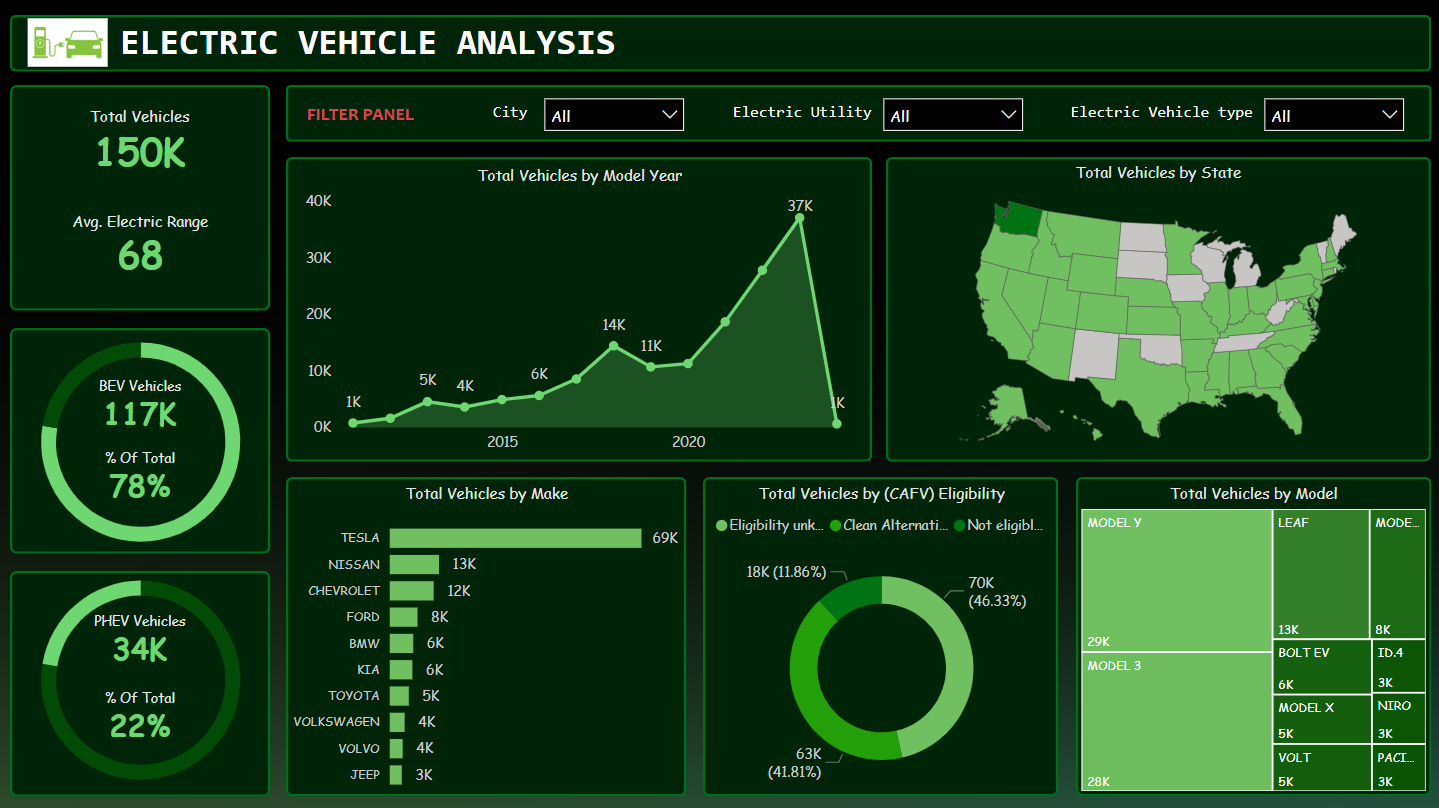 ELECTRIC VEHICLE ANALYSIS
Total Vehicles
150K
Avg. Electric Range
68
FILTER PANEL
City
All
Electric Utility
All
Electric Vehicle type
All
BEV Vehicles
117K
% Of Total
78%
PHEV Vehicles
34K
% Of Total
22%
Total Vehicles by Model Year
40K
30K
20K
10K
0K
1K
5K
4K
6K
14K
11K
37K
1K
2015
2020
Total Vehicles by State
Total Vehicles by Make
TESLA 69K
NISSAN 13K
CHEVROLET 12K
FORD 8K
BMW 6K
KIA 6K
TOYOTA 5K
VOLKSWAGEN 4K
VOLVO 4K
JEEP 3K
Total Vehicles by (CAFV) Eligibility
Eligibility unk... Clean Alternati... Not eligibl...
18K (11.86%)
70K
(46.33%)
63K
(41.81%)
Total Vehicles by Model
MODEL Y
29K
MODEL 3
28K
LEAF
13K
MODE...
8K
BOLT EV
6K
ID.4
3K
MODEL X
5K
NIRO
3K
VOLT
5K
PACI...
3K